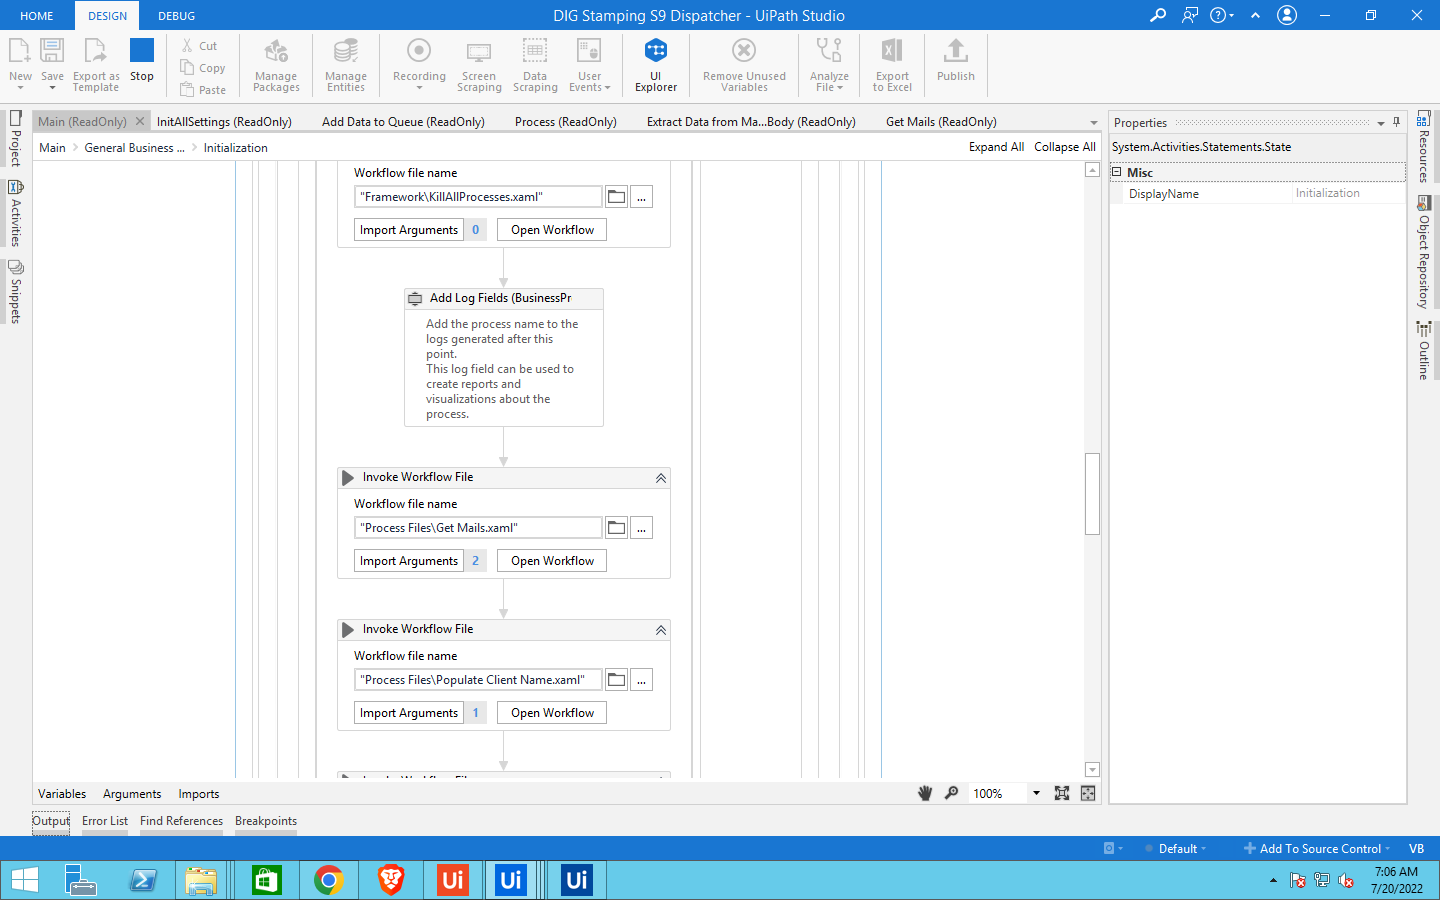 HOME
DESIGN
DEBUG
DIG Stamping S9 Dispatcher - UiPath Studio
New
Save
Export as
Template
Stop
Cut
Copy
Paste
Manage
Packages
Manage
Entities
Recording
Screen
Scraping
Data
Scraping
User
Events
UI
Explorer
Remove Unused
Variables
Analyze
File
Export
to Excel
Publish
Project
Activities
Snippets
Main (ReadOnly)
InitAllSettings (ReadOnly)
Add Data to Queue (ReadOnly)
Process (ReadOnly)
Extract Data from Ma...Body (ReadOnly)
Get Mails (ReadOnly)
Main
General Business ...
Initialization
Expand All
Collapse All
Workflow file name
"Framework\KillAllProcesses.xaml"
...
Import Arguments
0
Open Workflow
Add Log Fields (BusinessPr
Add the process name to the
logs generated after this
point.
This log field can be used to
create reports and
visualizations about the
process.
Invoke Workflow File
Workflow file name
"Process Files\Get Mails.xaml"
...
Import Arguments
2
Open Workflow
Invoke Workflow File
Workflow file name
"Process Files\Populate Client Name.xaml"
...
Import Arguments
1
Open Workflow
Properties
System.Activities.Statements.State
Misc
DisplayName
Initialization
Resources
Object Repository
Outline
Variables
Arguments
Imports
100%
Output
Error List
Find References
Breakpoints
Default
Add To Source Control
VB
Ui
Ui
Ui
7:06 AM
7/20/2022